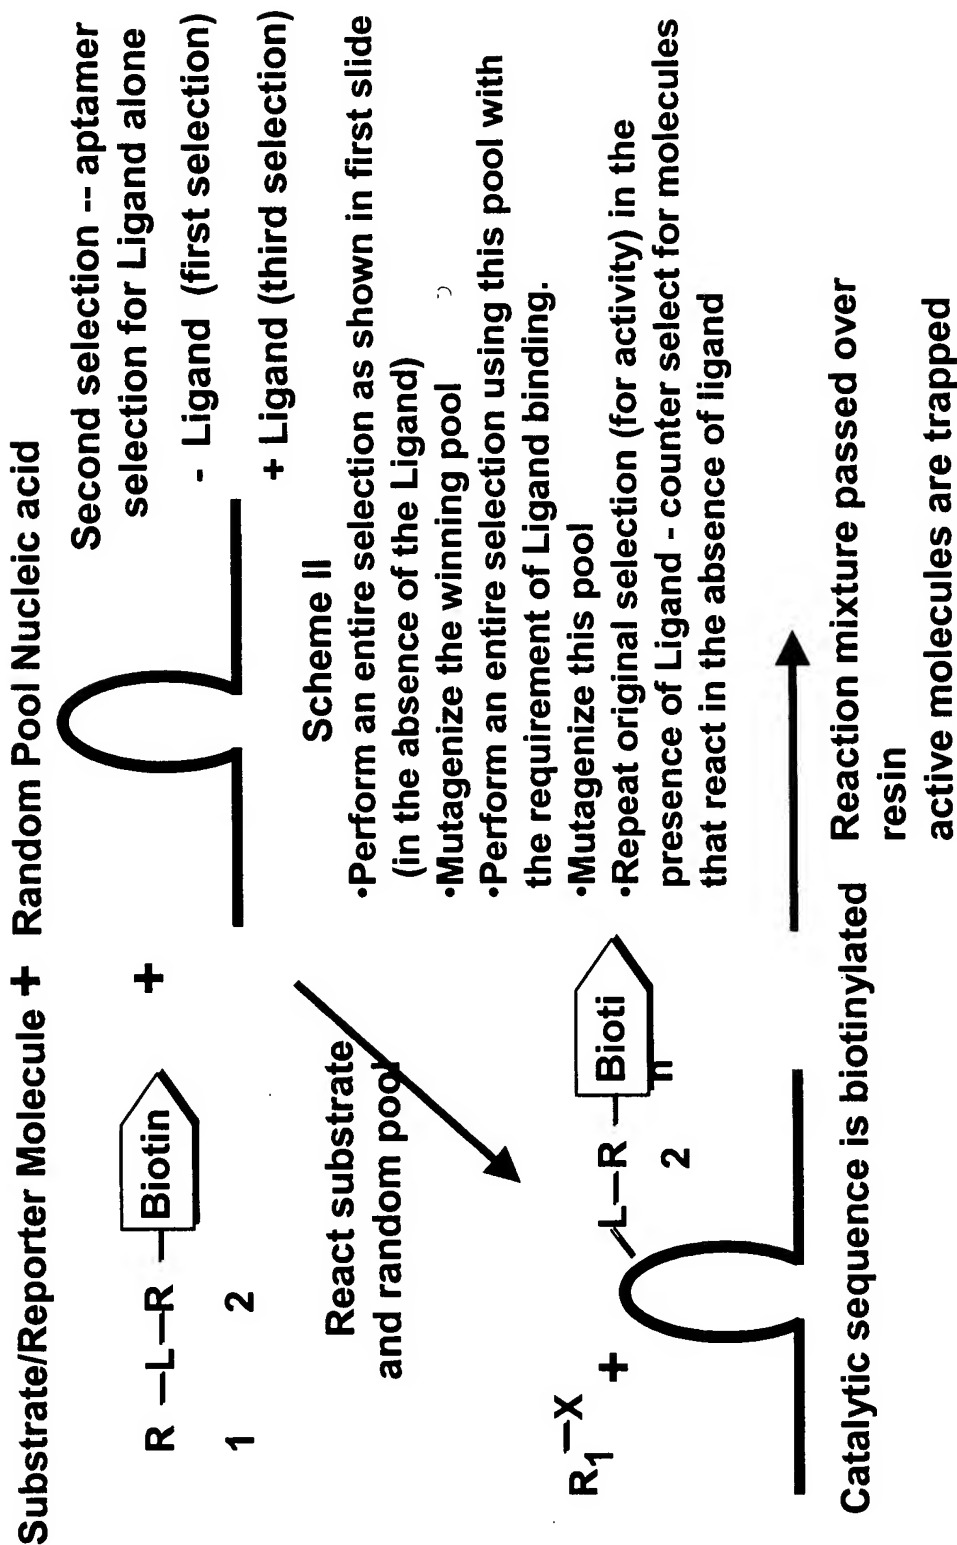 Substrate/Reporter Molecule + Random Pool Nucleic acid
R —L—R — Biotin
1 2
+
Second selection -- aptamer
selection for Ligand alone
- Ligand (first selection)
+ Ligand (third selection)
React substrate
and random pool
Scheme II
•Perform an entire selection as shown in first slide
(in the absence of the Ligand)
•Mutagenize the winning pool
•Perform an entire selection using this pool with
the requirement of Ligand binding.
•Mutagenize this pool
•Repeat original selection (for activity) in the
presence of Ligand - counter select for molecules
that react in the absence of ligand
R1—X
+
L—R — Bioti
2 n
Catalytic sequence is biotinylated
Reaction mixture passed over
resin
active molecules are trapped